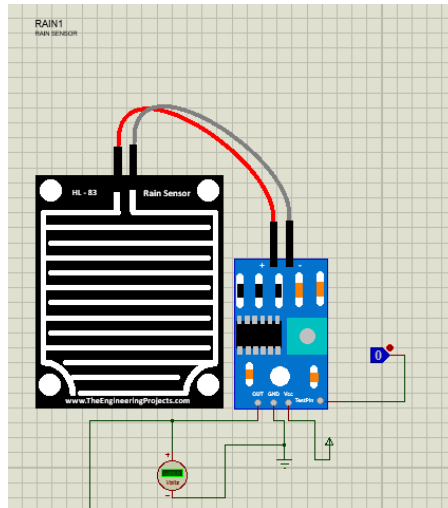 RAIN1
RAIN SENSOR
HL - 83 Rain Sensor
+ -
OUT GND Vcc TestPin
0
www.TheEngineeringProjects.com
+
Volts
-